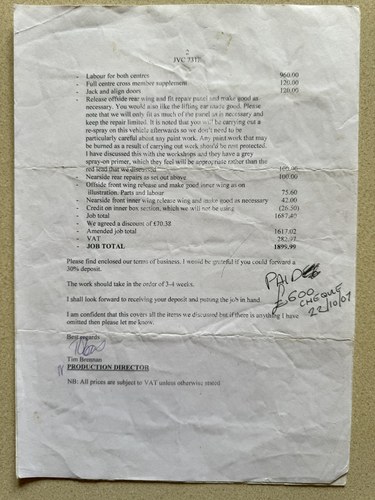 2
JVC 731?
- Labour for both centres 960.00
- Full centre cross member supplement 120.00
- Jack and align doors 120.00
- Release offside rear wing and fit repair panel and make good as
necessary. You would also like the lifting ear made good. Please
note that we will only fit as much of the panel as is necessary and
keep the repair limited. It is noted that you will be carrying out a
re-spray on this vehicle afterwards so we don't need to be
particularly careful about any paint work. Any paint work that may
be burned as a result of carrying out work should be zinc protected.
I have discussed this with the workshops and they have a grey
spray-on primer, which they feel will be appropriate rather than the
red lead that we discussed
- Nearside rear repairs as set out above 100.00
- Offside front wing release and make good inner wing as on
illustration. Parts and labour 75.60
- Nearside front inner wing release wing and make good as necessary 42.00
- Credit on inner box section, which we will not be using (26.50)
- Job total 1687.40
- We agreed a discount of £70.38
- Amended job total 1617.02
- VAT 282.97
- JOB TOTAL 1899.99
Please find enclosed our terms of business. I would be grateful if you could forward a
30% deposit.
The work should take in the order of 3-4 weeks.
I shall look forward to receiving your deposit and putting the job in hand.
I am confident that this covers all the items we discussed but if there is anything I have
omitted then please let me know.
PAID
£600
CHEQUE
22/10/07
Best regards
Tim Brennan
PRODUCTION DIRECTOR
NB: All prices are subject to VAT unless otherwise stated